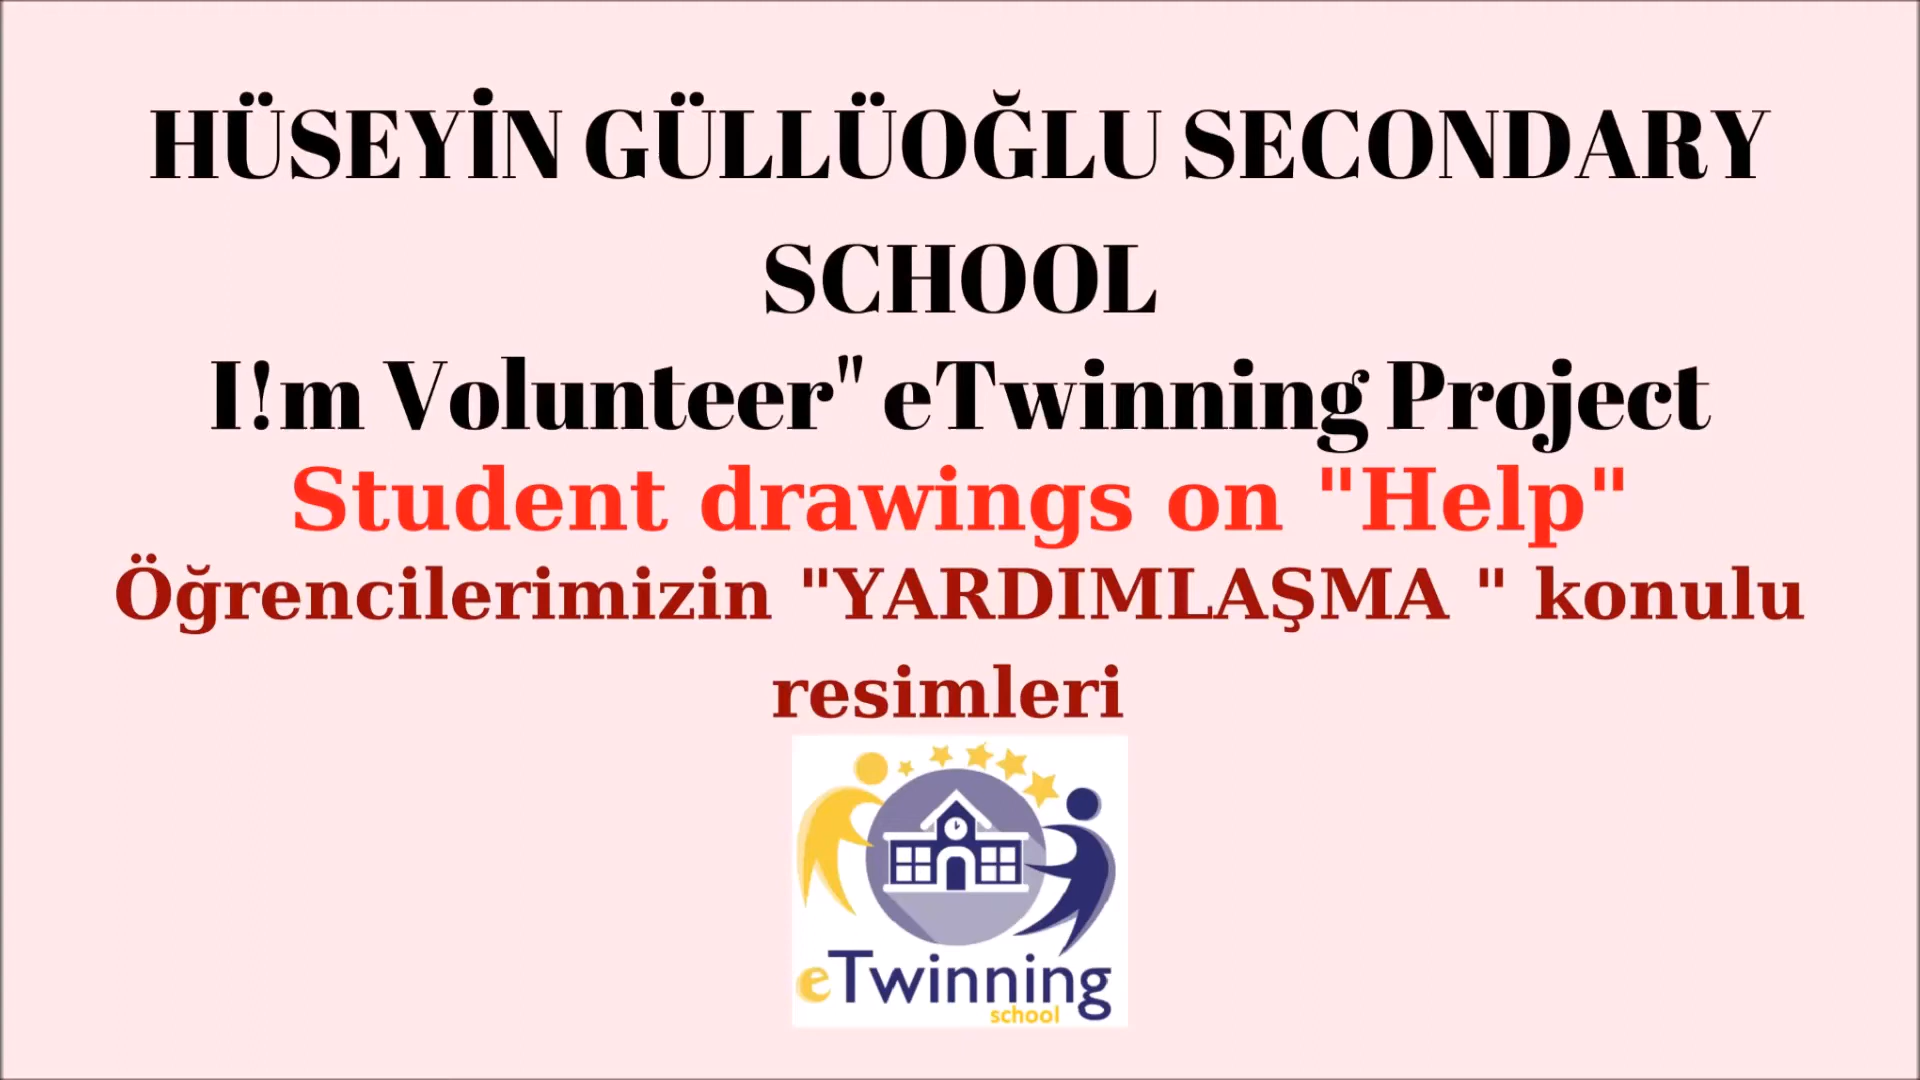 HÜSEYİN GÜLLÜOĞLU SECONDARY
SCHOOL
I!m Volunteer" eTwinning Project
Student drawings on "Help"
Öğrencilerimizin "YARDIMLAŞMA " konulu
resimleri
eTwinning
school